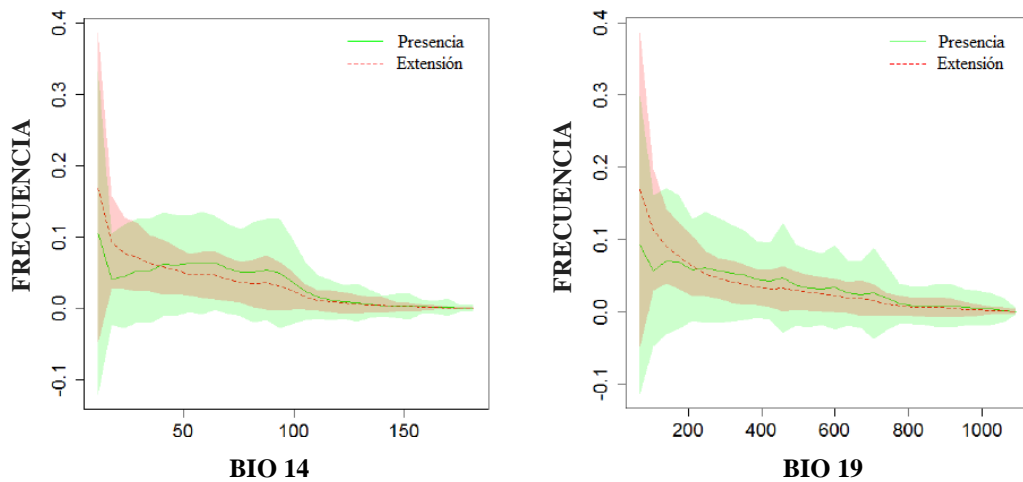 FRECUENCIA
0.4
0.3
0.2
0.1
0.0
-0.1
Presencia
Extensión
50 100 150
BIO 14
FRECUENCIA
0.4
0.3
0.2
0.1
0.0
-0.1
Presencia
Extensión
200 400 600 800 1000
BIO 19